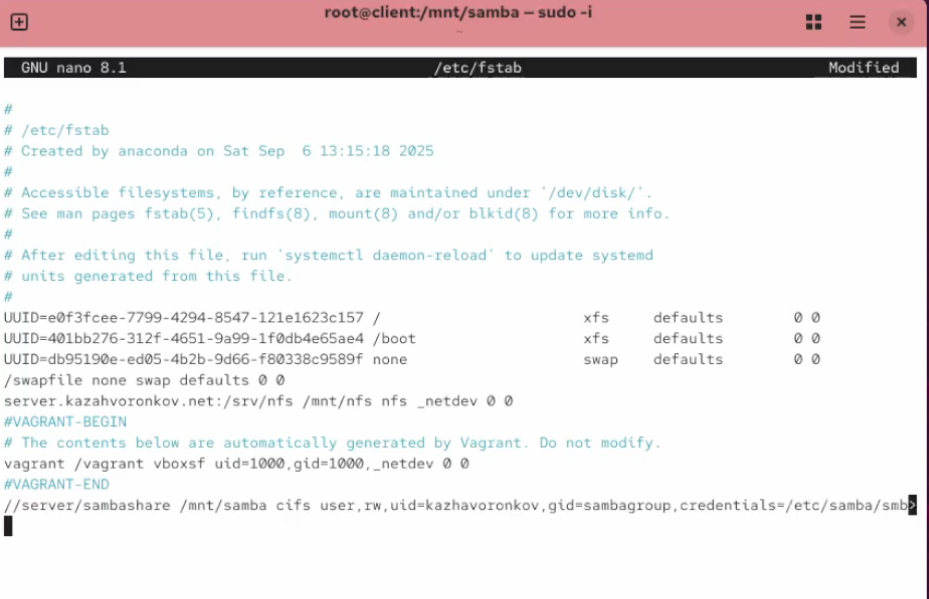 root@client:/mnt/samba — sudo -i
~
GNU nano 8.1 /etc/fstab Modified
#
# /etc/fstab
# Created by anaconda on Sat Sep  6 13:15:18 2025
#
# Accessible filesystems, by reference, are maintained under '/dev/disk/'.
# See man pages fstab(5), findfs(8), mount(8) and/or blkid(8) for more info.
#
# After editing this file, run 'systemctl daemon-reload' to update systemd
# units generated from this file.
#
UUID=e0f3fcee-7799-4294-8547-121e1623c157 / xfs defaults 0 0
UUID=401bb276-312f-4651-9a99-1f0db4e65ae4 /boot xfs defaults 0 0
UUID=db95190e-ed05-4b2b-9d66-f80338c9589f none swap defaults 0 0
/swapfile none swap defaults 0 0
server.kazahvoronkov.net:/srv/nfs /mnt/nfs nfs _netdev 0 0
#VAGRANT-BEGIN
# The contents below are automatically generated by Vagrant. Do not modify.
vagrant /vagrant vboxsf uid=1000,gid=1000,_netdev 0 0
#VAGRANT-END
//server/sambashare /mnt/samba cifs user,rw,uid=kazhavoronkov,gid=sambagroup,credentials=/etc/samba/smb>